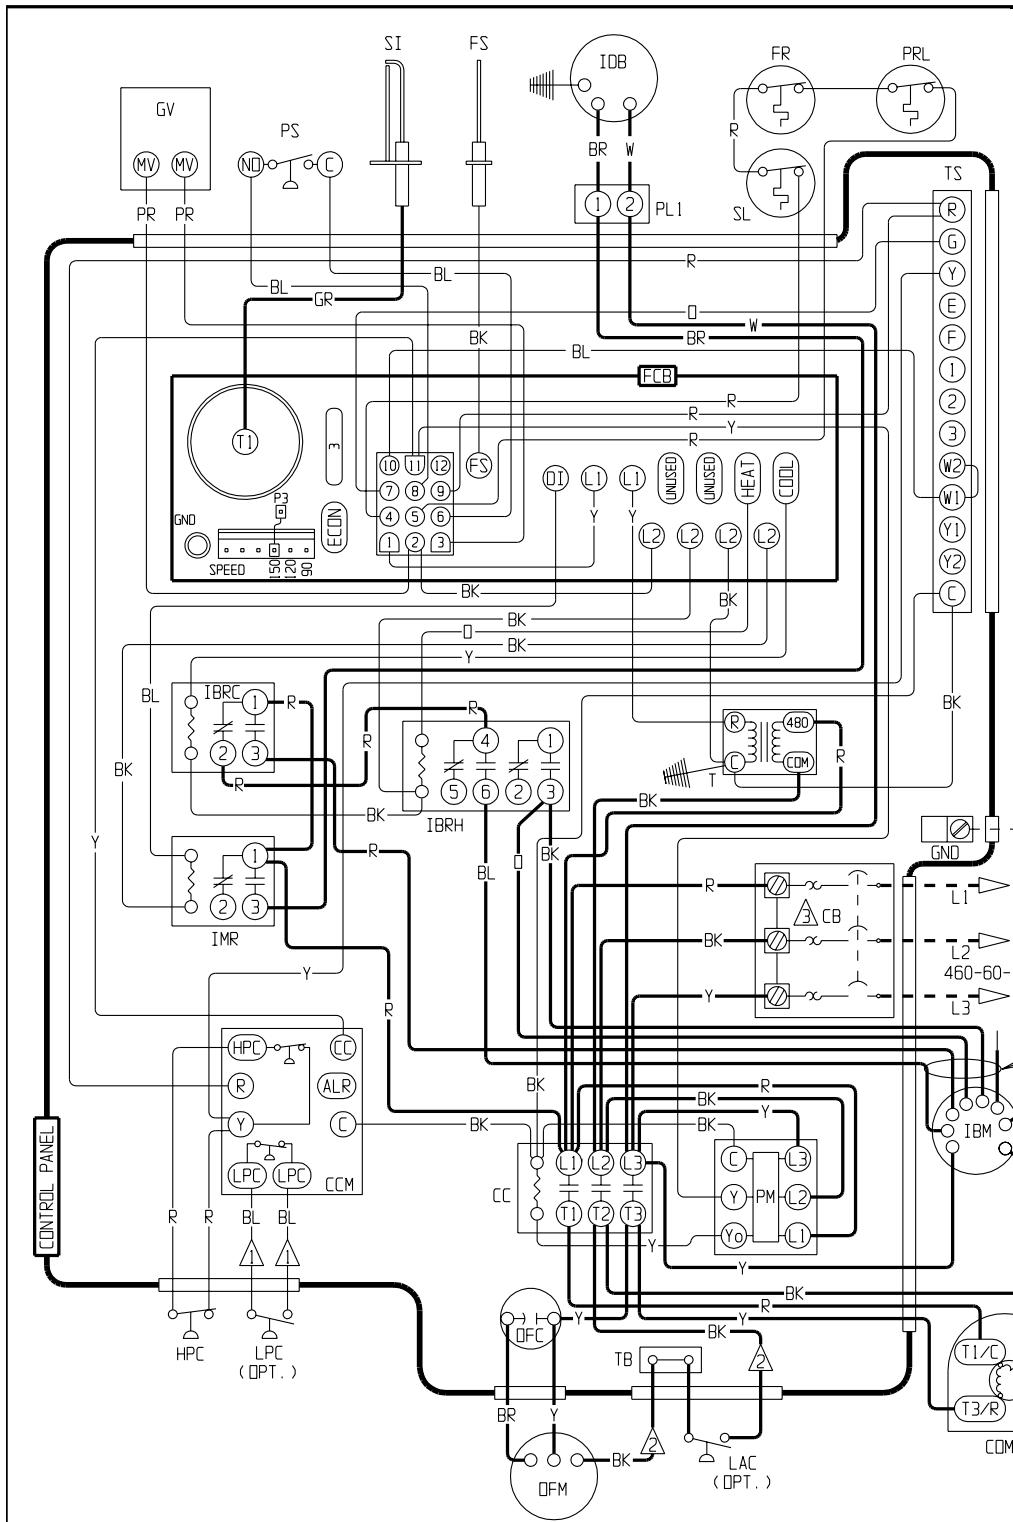 SI
FS
IDB
FR
PRL
GV
PS
MV MV
NO C
R
BR W
TS
1 2
PL1
SL
PR PR
R
G
BL
R
Y
BL
GR
O
E
W
BK
BR
F
BL
FCB
1
R
2
R
Y
T1
R
3
3
10 11 12
FS
UNUSED UNUSED HEAT COOL
W2
DI L1 L1
7 8 9
W1
P3
GND
ECON
4 5 6
Y Y
L2 L2 L2 L2
Y1
1 2 3
SPEED
150 120 90
Y2
BK
BK
C
BK
O
BK
Y
BL
IBRC
1
R
BK
R
R
4 1
R 480
2 3
R
BK
C COM
R
T
R
5 6 2 3
BK
BK
IBRH
Y
1
R
BL
O
BK
GND
R
L1
2 3
3 CB
IMR
BK
L2
Y
460-60-
R
Y
L3
HPC CC
R ALR
BK
R
BK
Y
Y C
BK
BK
IBM
CONTROL PANEL
LPC LPC
L1 L2 L3
C L3
CCM
CC
Y PM L2
R R BL BL
T1 T2 T3
Yo L1
1 1
Y
Y
BK
R
OFC
Y
Y
BK
HPC
LPC
(OPT.)
TB
2
T1/C
T3/R
BR Y
2
COM
BK
LAC
(OPT.)
OFM